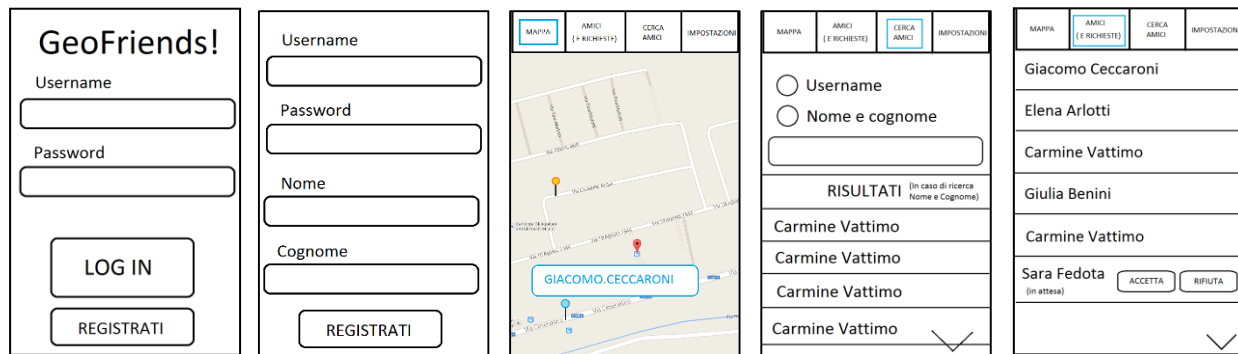 GeoFriends!
Username
Password
LOG IN
REGISTRATI
Username
Password
Nome
Cognome
REGISTRATI
MAPPA
AMICI
( E RICHIESTE)
CERCA
AMICI
IMPOSTAZIONI
GIACOMO.CECCARONI
Via Cesenatico
MAPPA
AMICI
( E RICHIESTE)
CERCA
AMICI
IMPOSTAZIONI
Username
Nome e cognome
RISULTATI (In caso di ricerca
Nome e Cognome)
Carmine Vattimo
Carmine Vattimo
Carmine Vattimo
Carmine Vattimo
MAPPA
AMICI
( E RICHIESTE)
CERCA
AMICI
IMPOSTAZION
Giacomo Ceccaroni
Elena Arlotti
Carmine Vattimo
Giulia Benini
Carmine Vattimo
Sara Fedota
(in attesa)
ACCETTA
RIFIUTA